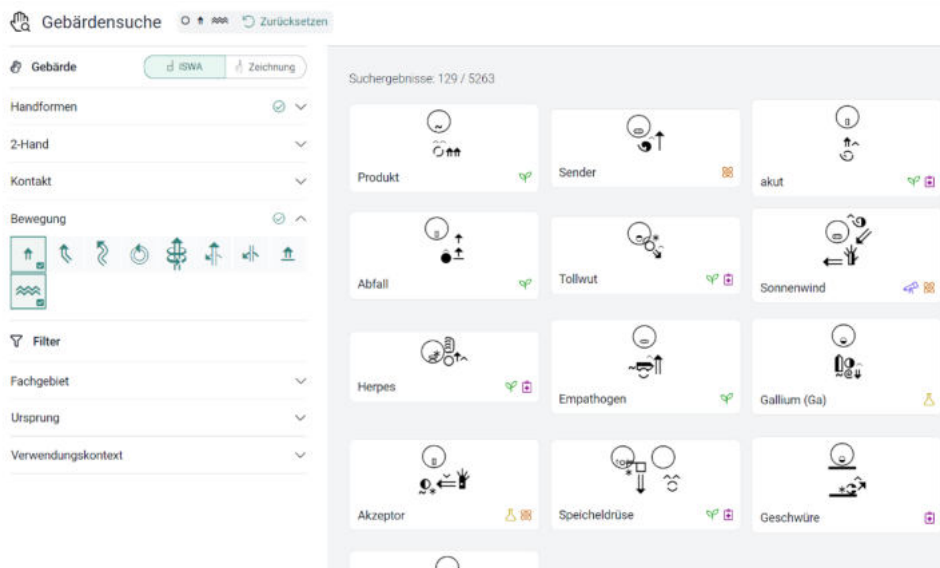 Gebärdensuche
Zurücksetzen
Gebärde
ISWA
Zeichnung
Handformen
2-Hand
Kontakt
Bewegung
Filter
Fachgebiet
Ursprung
Verwendungskontext
Suchergebnisse: 129 / 5263
Produkt
Sender
akut
Abfall
Tollwut
Sonnenwind
Herpes
Empathogen
Gallium (Ga)
Akzeptor
Speicheldrüse
Geschwüre